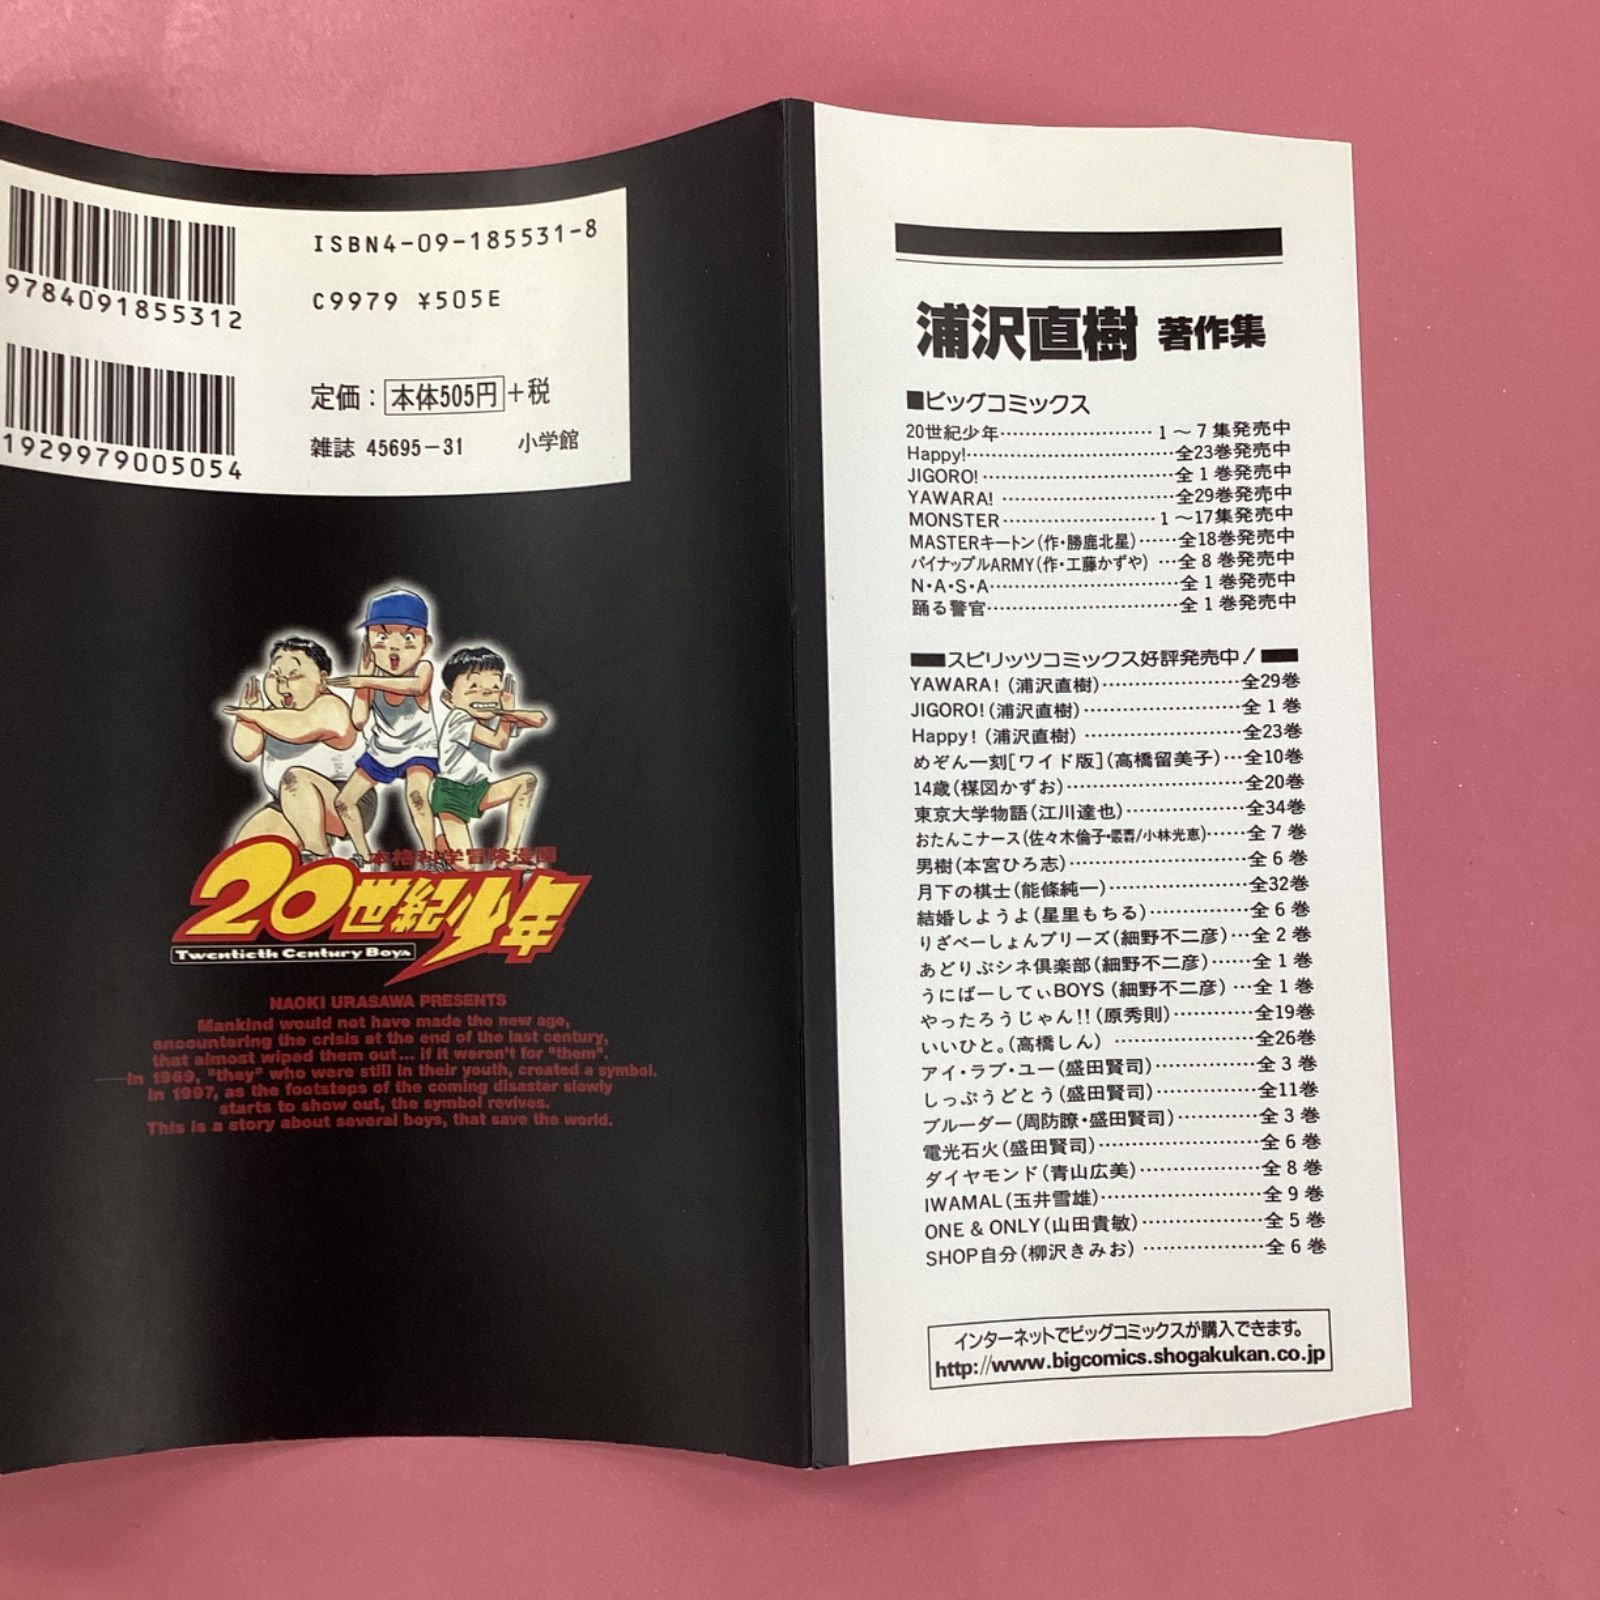 9784091855312
1929979005054
ISBN4-09-185531-8
C9979 ¥505E
定価：本体505円+税
雑誌 45695-31 小学館
本格科学冒険漫画
20世紀少年
Twentieth Century Boys
NAOKI URASAWA PRESENTS
Mankind would not have made the new age,
encountering the crisis at the end of the last century,
that almost wiped them out... if it weren't for "them".
In 1969, "they" who were still in their youth, created a symbol.
In 1997, as the footsteps of the coming disaster slowly
starts to show out, the symbol revives.
This is a story about several boys, that save the world.
浦沢直樹 著作集
■ビッグコミックス
20世紀少年……………………1～7集発売中
Happy!……………………………全23巻発売中
JIGORO!…………………………全1巻発売中
YAWARA!………………………全29巻発売中
MONSTER……………………1～17集発売中
MASTERキートン(作・勝鹿北星)……全18巻発売中
パイナップルARMY(作・工藤かずや)…全8巻発売中
N・A・S・A…………………………全1巻発売中
踊る警官…………………………全1巻発売中
スピリッツコミックス好評発売中！
YAWARA!(浦沢直樹)…………………全29巻
JIGORO!(浦沢直樹)……………………全1巻
Happy!(浦沢直樹)……………………全23巻
めぞん一刻[ワイド版](高橋留美子)…全10巻
14歳(楳図かずお)………………………全20巻
東京大学物語(江川達也)………………全34巻
おたんこナース(佐々木倫子・最森/小林光恵)……全7巻
男樹(本宮ひろ志)………………………全6巻
月下の棋士(能條純一)…………………全32巻
結婚しようよ(星里もちる)……………全6巻
りざべーしょんプリーズ(細野不二彦)…全2巻
あどりぶシネ倶楽部(細野不二彦)……全1巻
うにばーしてぃBOYS(細野不二彦)…全1巻
やったろうじゃん!!(原秀則)…………全19巻
いいひと。(高橋しん)…………………全26巻
アイ・ラブ・ユー(盛田賢司)……………全3巻
しっぷうどとう(盛田賢司)……………全11巻
ブルーダー(周防瞭・盛田賢司)…………全3巻
電光石火(盛田賢司)……………………全6巻
ダイヤモンド(青山広美)………………全8巻
IWAMAL(玉井雪雄)……………………全9巻
ONE & ONLY(山田貴敏)………………全5巻
SHOP自分(柳沢きみお)………………全6巻
インターネットでビッグコミックスが購入できます。
http://www.bigcomics.shogakukan.co.jp